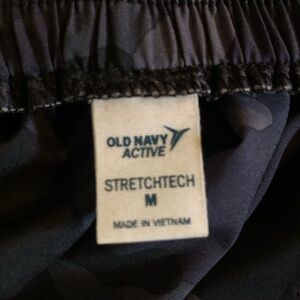 OLD NAVY
ACTIVE
STRETCHTECH
M
MADE IN VIETNAM